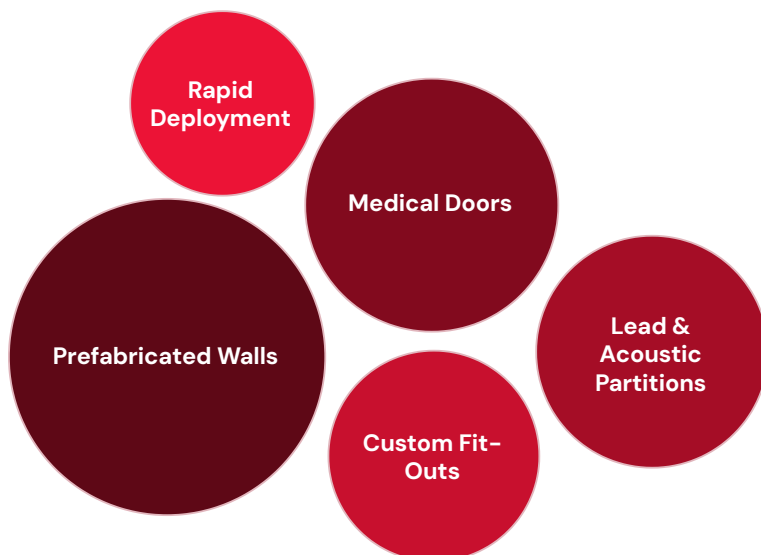 Rapid
Deployment
Medical Doors
Prefabricated Walls
Lead &
Acoustic
Partitions
Custom Fit-
Outs